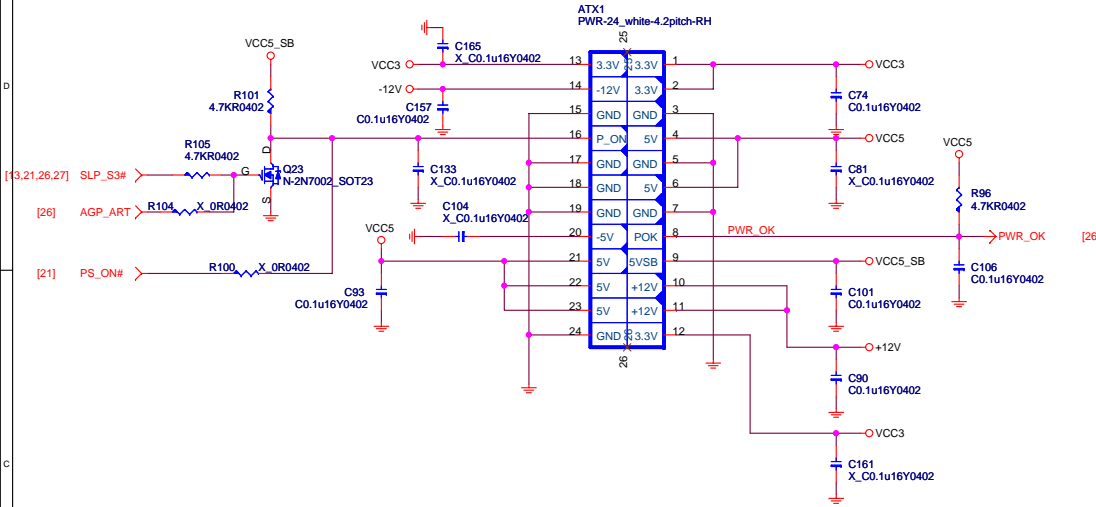 ATX1
PWR-24_white-4.2pitch-RH
25
C165
X_C0.1u16Y0402
VCC5_SB
VCC3
13
3.3V
3.3V
1
VCC3
-12V
14
-12V
3.3V
2
D
R101
4.7KR0402
C157
C0.1u16Y0402
C74
C0.1u16Y0402
15
GND
GND
3
16
P_ON
5V
4
VCC5
R105
4.7KR0402
D
17
GND
GND
5
VCC5
[13,21,26,27]
SLP_S3#
G
Q23
N-2N7002_SOT23
C133
X_C0.1u16Y0402
18
GND
5V
6
C81
X_C0.1u16Y0402
S
R96
4.7KR0402
[26]
AGP_ART
R104
X_0R0402
C104
X_C0.1u16Y0402
19
GND
GND
7
VCC5
20
-5V
POK
8
PWR_OK
PWR_OK
[26
21
5V
5VSB
9
VCC5_SB
C106
C0.1u16Y0402
[21]
PS_ON#
R100
X_0R0402
22
5V
+12V
10
C93
C0.1u16Y0402
C101
C0.1u16Y0402
23
5V
+12V
11
24
GND
3.3V
12
+12V
26
C90
C0.1u16Y0402
VCC3
C
C161
X_C0.1u16Y0402